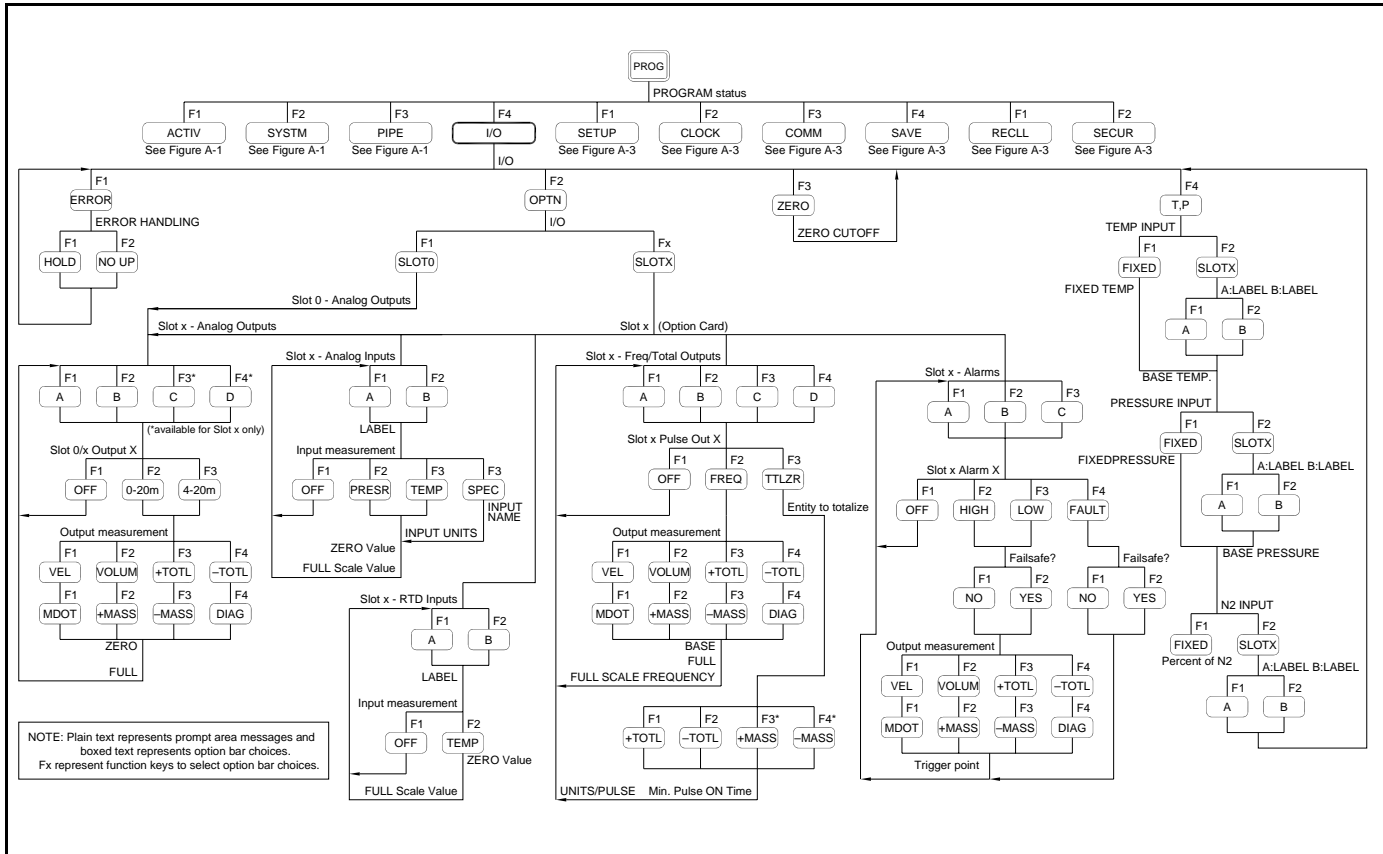 PROG
PROGRAM status
F1 F2 F3 F4 F1 F2 F3 F4 F1 F2
ACTIV SYSTM PIPE I/O SETUP CLOCK COMM SAVE RECLL SECUR
See Figure A-1 See Figure A-1 See Figure A-1 See Figure A-3 See Figure A-3 See Figure A-3 See Figure A-3 See Figure A-3 See Figure A-3
I/O
F1
ERROR
ERROR HANDLING
F1 F2
HOLD NO UP
F2
OPTN
I/O
F1 Fx
SLOT0 SLOTX
F3
ZERO
ZERO CUTOFF
F4
T,P
TEMP INPUT
F1 F2
FIXED SLOTX
FIXED TEMP
A:LABEL B:LABEL
F1 F2
A B
BASE TEMP.
PRESSURE INPUT
F1 F2
FIXED SLOTX
FIXEDPRESSURE
A:LABEL B:LABEL
F1 F2
A B
BASE PRESSURE
N2 INPUT
F1 F2
FIXED SLOTX
Percent of N2
A:LABEL B:LABEL
F1 F2
A B
Slot 0 - Analog Outputs
Slot x - Analog Outputs
Slot x (Option Card)
F1 F2 F3* F4*
A B C D
(*available for Slot x only)
Slot 0/x Output X
F1 F2 F3
OFF 0-20m 4-20m
Output measurement
F1 F2 F3 F4
VEL VOLUM +TOTL –TOTL
F1 F2 F3 F4
MDOT +MASS –MASS DIAG
ZERO
FULL
Slot x - Analog Inputs
F1 F2
A B
LABEL
Input measurement
F1 F2 F3 F3
OFF PRESR TEMP SPEC
INPUT
NAME
INPUT UNITS
ZERO Value
FULL Scale Value
Slot x - RTD Inputs
F1 F2
A B
LABEL
Input measurement
F1 F2
OFF TEMP
ZERO Value
FULL Scale Value
Slot x - Freq/Total Outputs
F1 F2 F3 F4
A B C D
Slot x Pulse Out X
F1 F2 F3
OFF FREQ TTLZR
Entity to totalize
Output measurement
F1 F2 F3 F4
VEL VOLUM +TOTL –TOTL
F1 F2 F3 F4
MDOT +MASS –MASS DIAG
BASE
FULL
FULL SCALE FREQUENCY
F1 F2 F3* F4*
+TOTL –TOTL +MASS –MASS
UNITS/PULSE Min. Pulse ON Time
Slot x - Alarms
F1 F2 F3
A B C
Slot x Alarm X
F1 F2 F3 F4
OFF HIGH LOW FAULT
Failsafe? Failsafe?
F1 F2 F1 F2
NO YES NO YES
Output measurement
F1 F2 F3 F4
VEL VOLUM +TOTL –TOTL
F1 F2 F3 F4
MDOT +MASS –MASS DIAG
Trigger point
NOTE: Plain text represents prompt area messages and
boxed text represents option bar choices.
Fx represent function keys to select option bar choices.